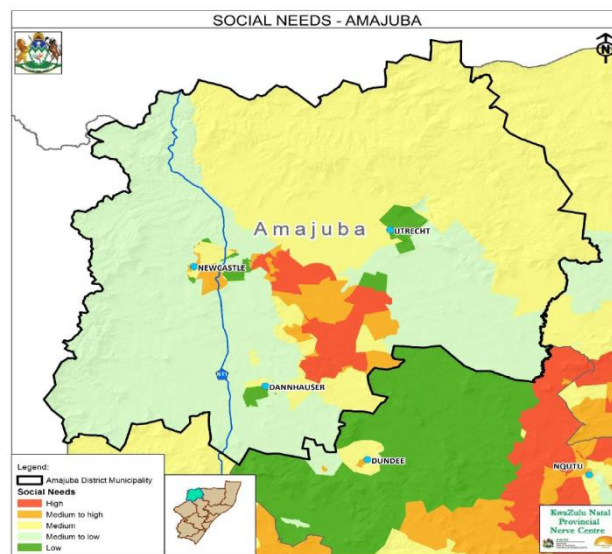 SOCIAL NEEDS - AMAJUBA
N
Amajuba
UTRECHT
NEWCASTLE
N11
DANNHAUSER
DUNDEE
NQUTU
Legend:
Amajuba District Municipality
Social Needs
High
Medium to high
Medium
Medium to low
Low
KwaZulu Natal
Provincial
Nerve Centre